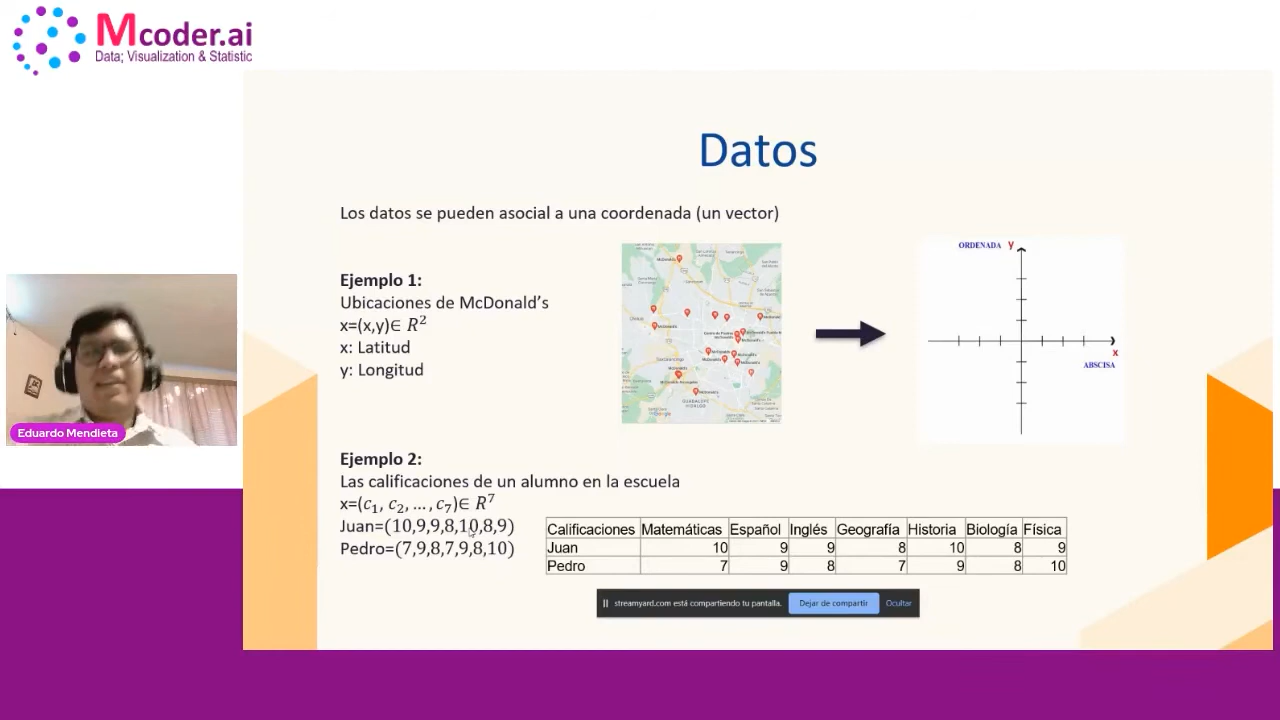 Mcoder.ai
Data; Visualization & Statistic
Datos
Los datos se pueden asocial a una coordenada (un vector)
Ejemplo 1:
Ubicaciones de McDonald's
x=(x,y)∈ R²
x: Latitud
y: Longitud
ORDENADA y
x
ABSCISA
Eduardo Mendieta
Ejemplo 2:
Las calificaciones de un alumno en la escuela
x=(c₁, c₂, ..., c₇)∈ R⁷
Juan=(10,9,9,8,10,8,9)
Pedro=(7,9,8,7,9,8,10)
Calificaciones Matemáticas Español Inglés Geografía Historia Biología Física
Juan 10 9 9 8 10 8 9
Pedro 7 9 8 7 9 8 10
streamyard.com está compartiendo tu pantalla. Dejar de compartir Ocultar